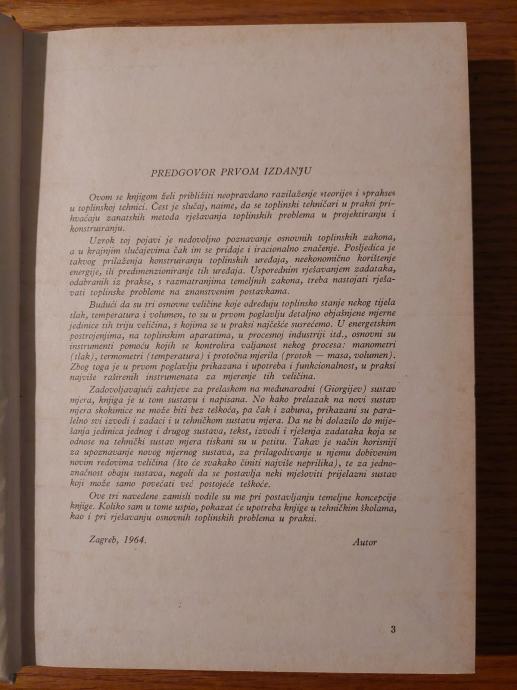 PREDGOVOR PRVOM IZDANJU
Ovom se knjigom želi približiti neopravdano razilaženje »teorije« i »prakse«
u toplinskoj tehnici. Čest je slučaj, naime, da se toplinski tehničari u praksi pri-
hvaćaju zanatskih metoda rješavanja toplinskih problema u projektiranju i
konstruiranju.
Uzrok toj pojavi je nedovoljno poznavanje osnovnih toplinskih zakona,
a u krajnjim slučajevima čak im se pridaje i iracionalno značenje. Posljedica je
takvog prilaženja konstruiranju toplinskih uređaja, neekonomično korištenje
energije, ili predimenzioniranje tih uređaja. Usporednim rješavanjem zadataka,
odabranih iz prakse, s razmatranjima temeljnih zakona, treba nastojati rješa-
vati toplinske probleme na znanstvenim postavkama.
Budući da su tri osnovne veličine koje određuju toplinsko stanje nekog tijela
tlak, temperatura i volumen, to su u prvom poglavlju detaljno objašnjene mjerne
jedinice tih triju veličina, s kojima se u praksi najčešće susrećemo. U energetskim
postrojenjima, na toplinskim aparatima, u procesnoj industriji itd., osnovni su
instrumenti pomoću kojih se kontrolira valjanost nekog procesa: manometri
(tlak), termometri (temperatura) i protočna mjerila (protok — masa, volumen).
Zbog toga je u prvom poglavlju prikazana i upotreba i funkcionalnost, u praksi
najviše raširenih instrumenata za mjerenje tih veličina.
Zadovoljavajući zahtjeve za prelaskom na međunarodni (Giorgijev) sustav
mjera, knjiga je u tom sustavu i napisana. No kako prelazak na novi sustav
mjera skokimice ne može biti bez teškoća, pa čak i zabuna, prikazani su para-
lelno svi izvodi i zadaci i u tehničkom sustavu mjera. Da ne bi dolazilo do mije-
šanja jedinica jednog i drugog sustava, tekst, izvodi i rješenja zadataka koja se
odnose na tehnički sustav mjera tiskani su u petitu. Takav je način korisniji
za upoznavanje novog mjernog sustava, za prilagođivanje u njemu dobivenim
novim redovima veličina (što će svakako činiti najviše neprilika), te za jedno-
značnost obaju sustava, negoli da se postavlja neki mješoviti prijelazni sustav
koji može samo povećati već postojeće teškoće.
Ove tri navedene zamisli vodile su me pri postavljanju temeljne koncepcije
knjige. Koliko sam u tome uspio, pokazat će upotreba knjige u tehničkim školama,
kao i pri rješavanju osnovnih toplinskih problema u praksi.
Zagreb, 1964. Autor
3